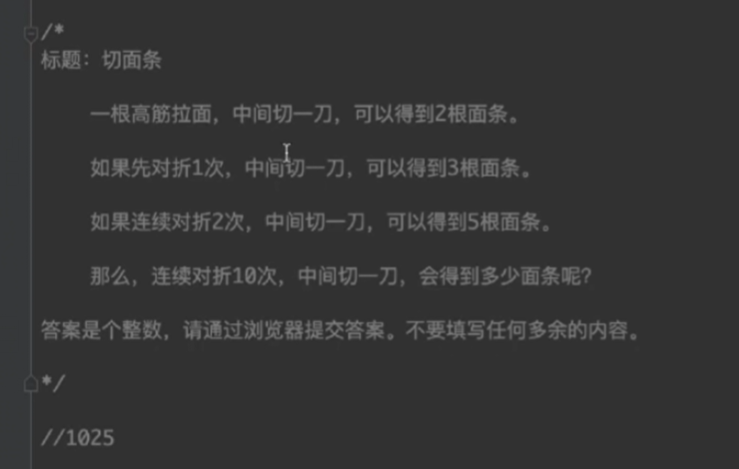 /*
标题：切面条
一根高筋拉面，中间切一刀，可以得到2根面条。
如果先对折1次，中间切一刀，可以得到3根面条。
如果连续对折2次，中间切一刀，可以得到5根面条。
那么，连续对折10次，中间切一刀，会得到多少面条呢？
答案是个整数，请通过浏览器提交答案。不要填写任何多余的内容。
*/
//1025